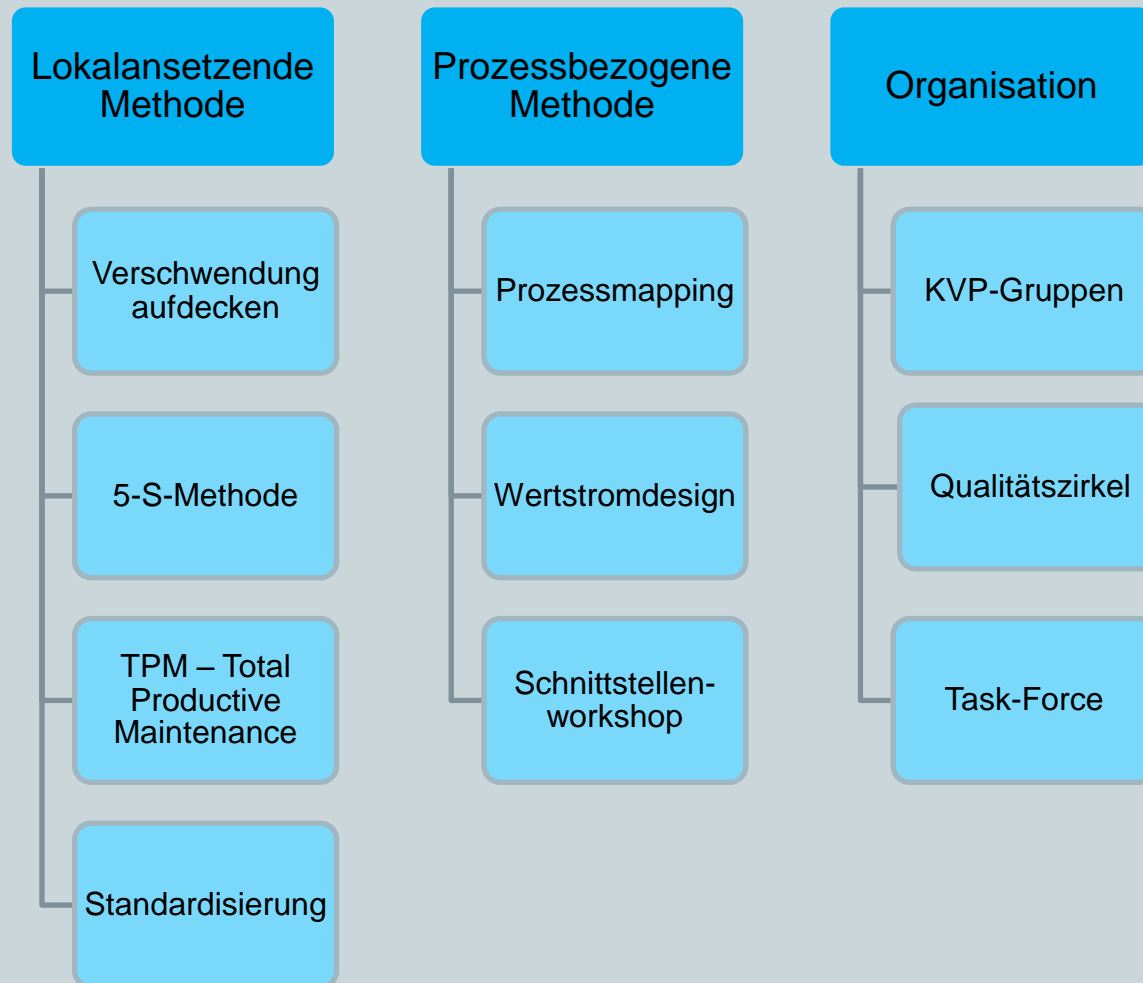 Lokalansetzende
Methode
Verschwendung
aufdecken
5-S-Methode
TPM – Total
Productive
Maintenance
Standardisierung
Prozessbezogene
Methode
Prozessmapping
Wertstromdesign
Schnittstellen-
workshop
Organisation
KVP-Gruppen
Qualitätszirkel
Task-Force